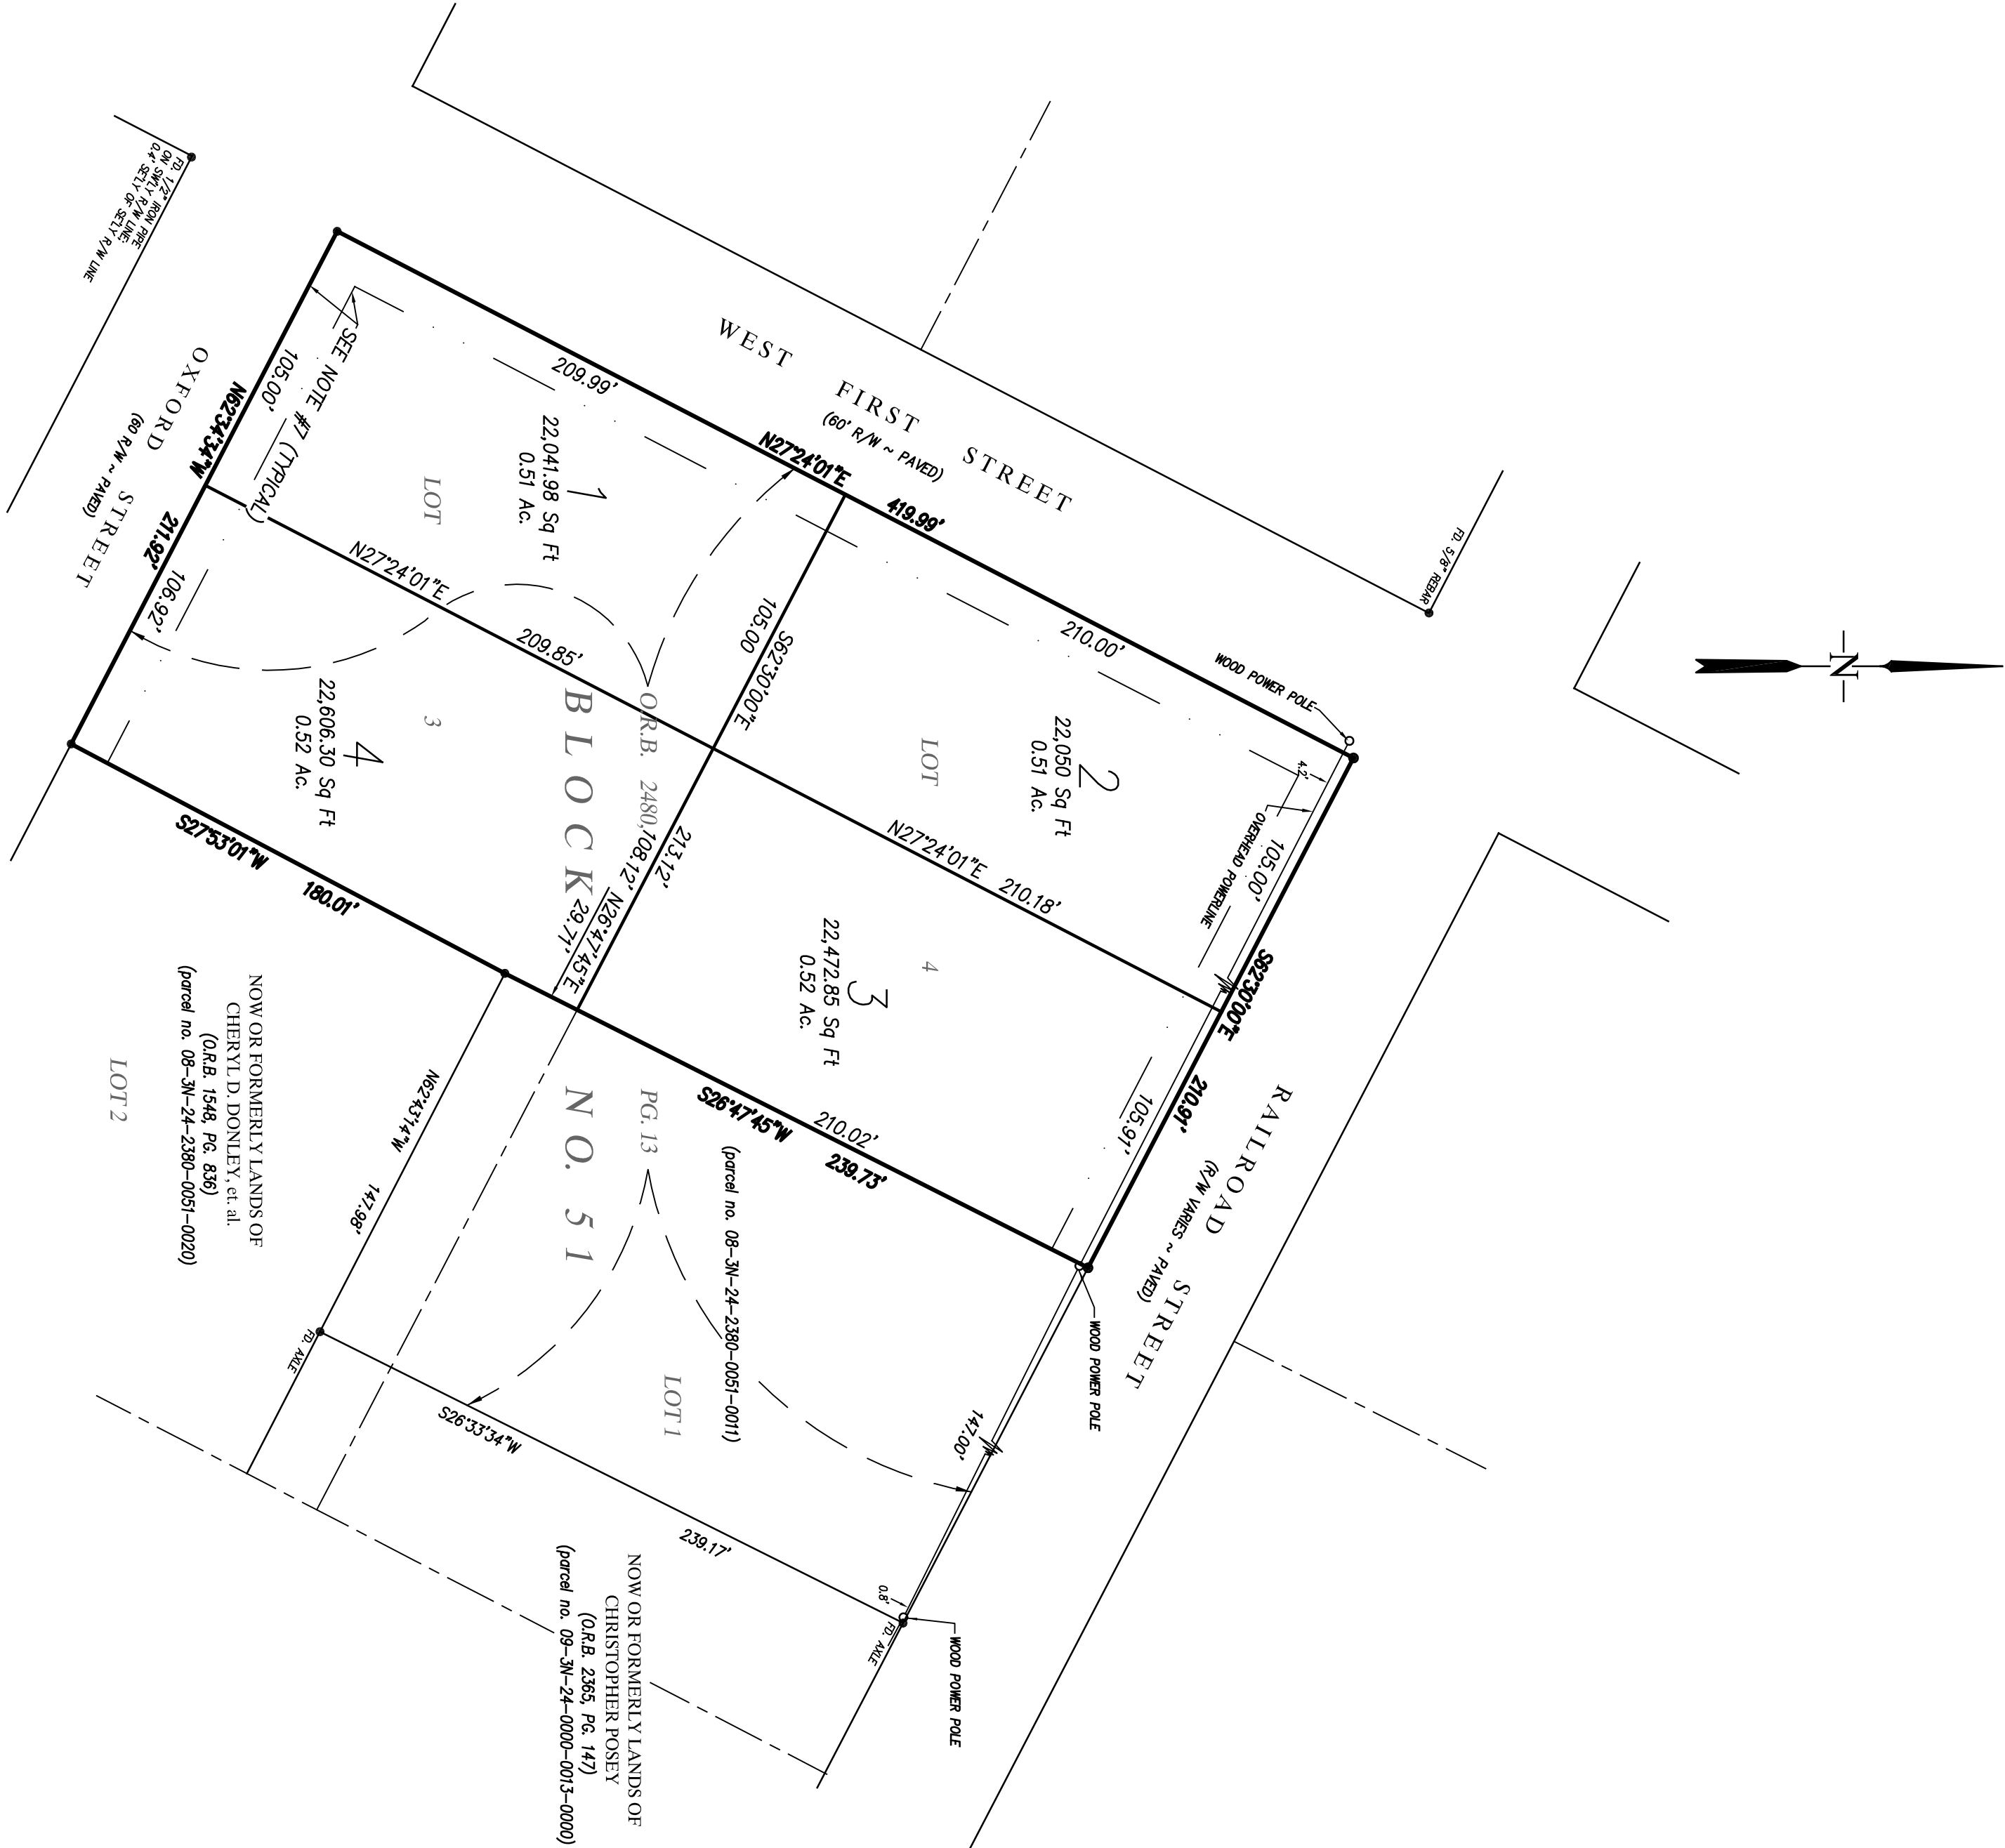 N
FD. 5/8" REBAR
WEST FIRST STREET
(60' R/W ~ PAVED)
N27°24'01"E
419.99'
209.99'
210.00'
WOOD POWER POLE
4.2'
OVERHEAD POWERLINE
105.00'
S62°30'00"E
210.91'
105.91'
RAILROAD STREET
(R/W VARIES ~ PAVED)
WOOD POWER POLE
147.00'
0.8'
WOOD POWER POLE
FD. AXLE
2
22,050 Sq Ft
0.51 Ac.
LOT
4
N27°24'01"E
210.18'
3
22,472.85 Sq Ft
0.52 Ac.
S26°47'45"W
239.73'
210.02'
1
22,041.98 Sq Ft
0.51 Ac.
LOT
3
SEE NOTE #7 (TYPICAL)
105.00
S62°30'00"E
213.12'
108.12'
N26°47'45"E
29.71'
O.R.B. 2480, PG. 13
BLOCK NO. 51
N27°24'01"E
209.85'
4
22,606.30 Sq Ft
0.52 Ac.
105.00'
N62°34'34"W
211.92'
106.92'
OXFORD STREET
(60 R/W ~ PAVED)
FD. 1/2" IRON PIPE
ON SW'LY R/W LINE;
0.4' SE'LY OF SE'LY R/W LINE
S27°53'01"W
180.01'
(parcel no. 08-3N-24-2380-0051-0011)
LOT 1
N62°43'14"W
147.98'
FD. AXLE
S26°33'34"W
239.17'
NOW OR FORMERLY LANDS OF
CHERYL D. DONLEY, et. al.
(O.R.B. 1548, PG. 836)
(parcel no. 08-3N-24-2380-0051-0020)
LOT 2
NOW OR FORMERLY LANDS OF
CHRISTOPHER POSEY
(O.R.B. 2365, PG. 147)
(parcel no. 09-3N-24-0000-0013-0000)